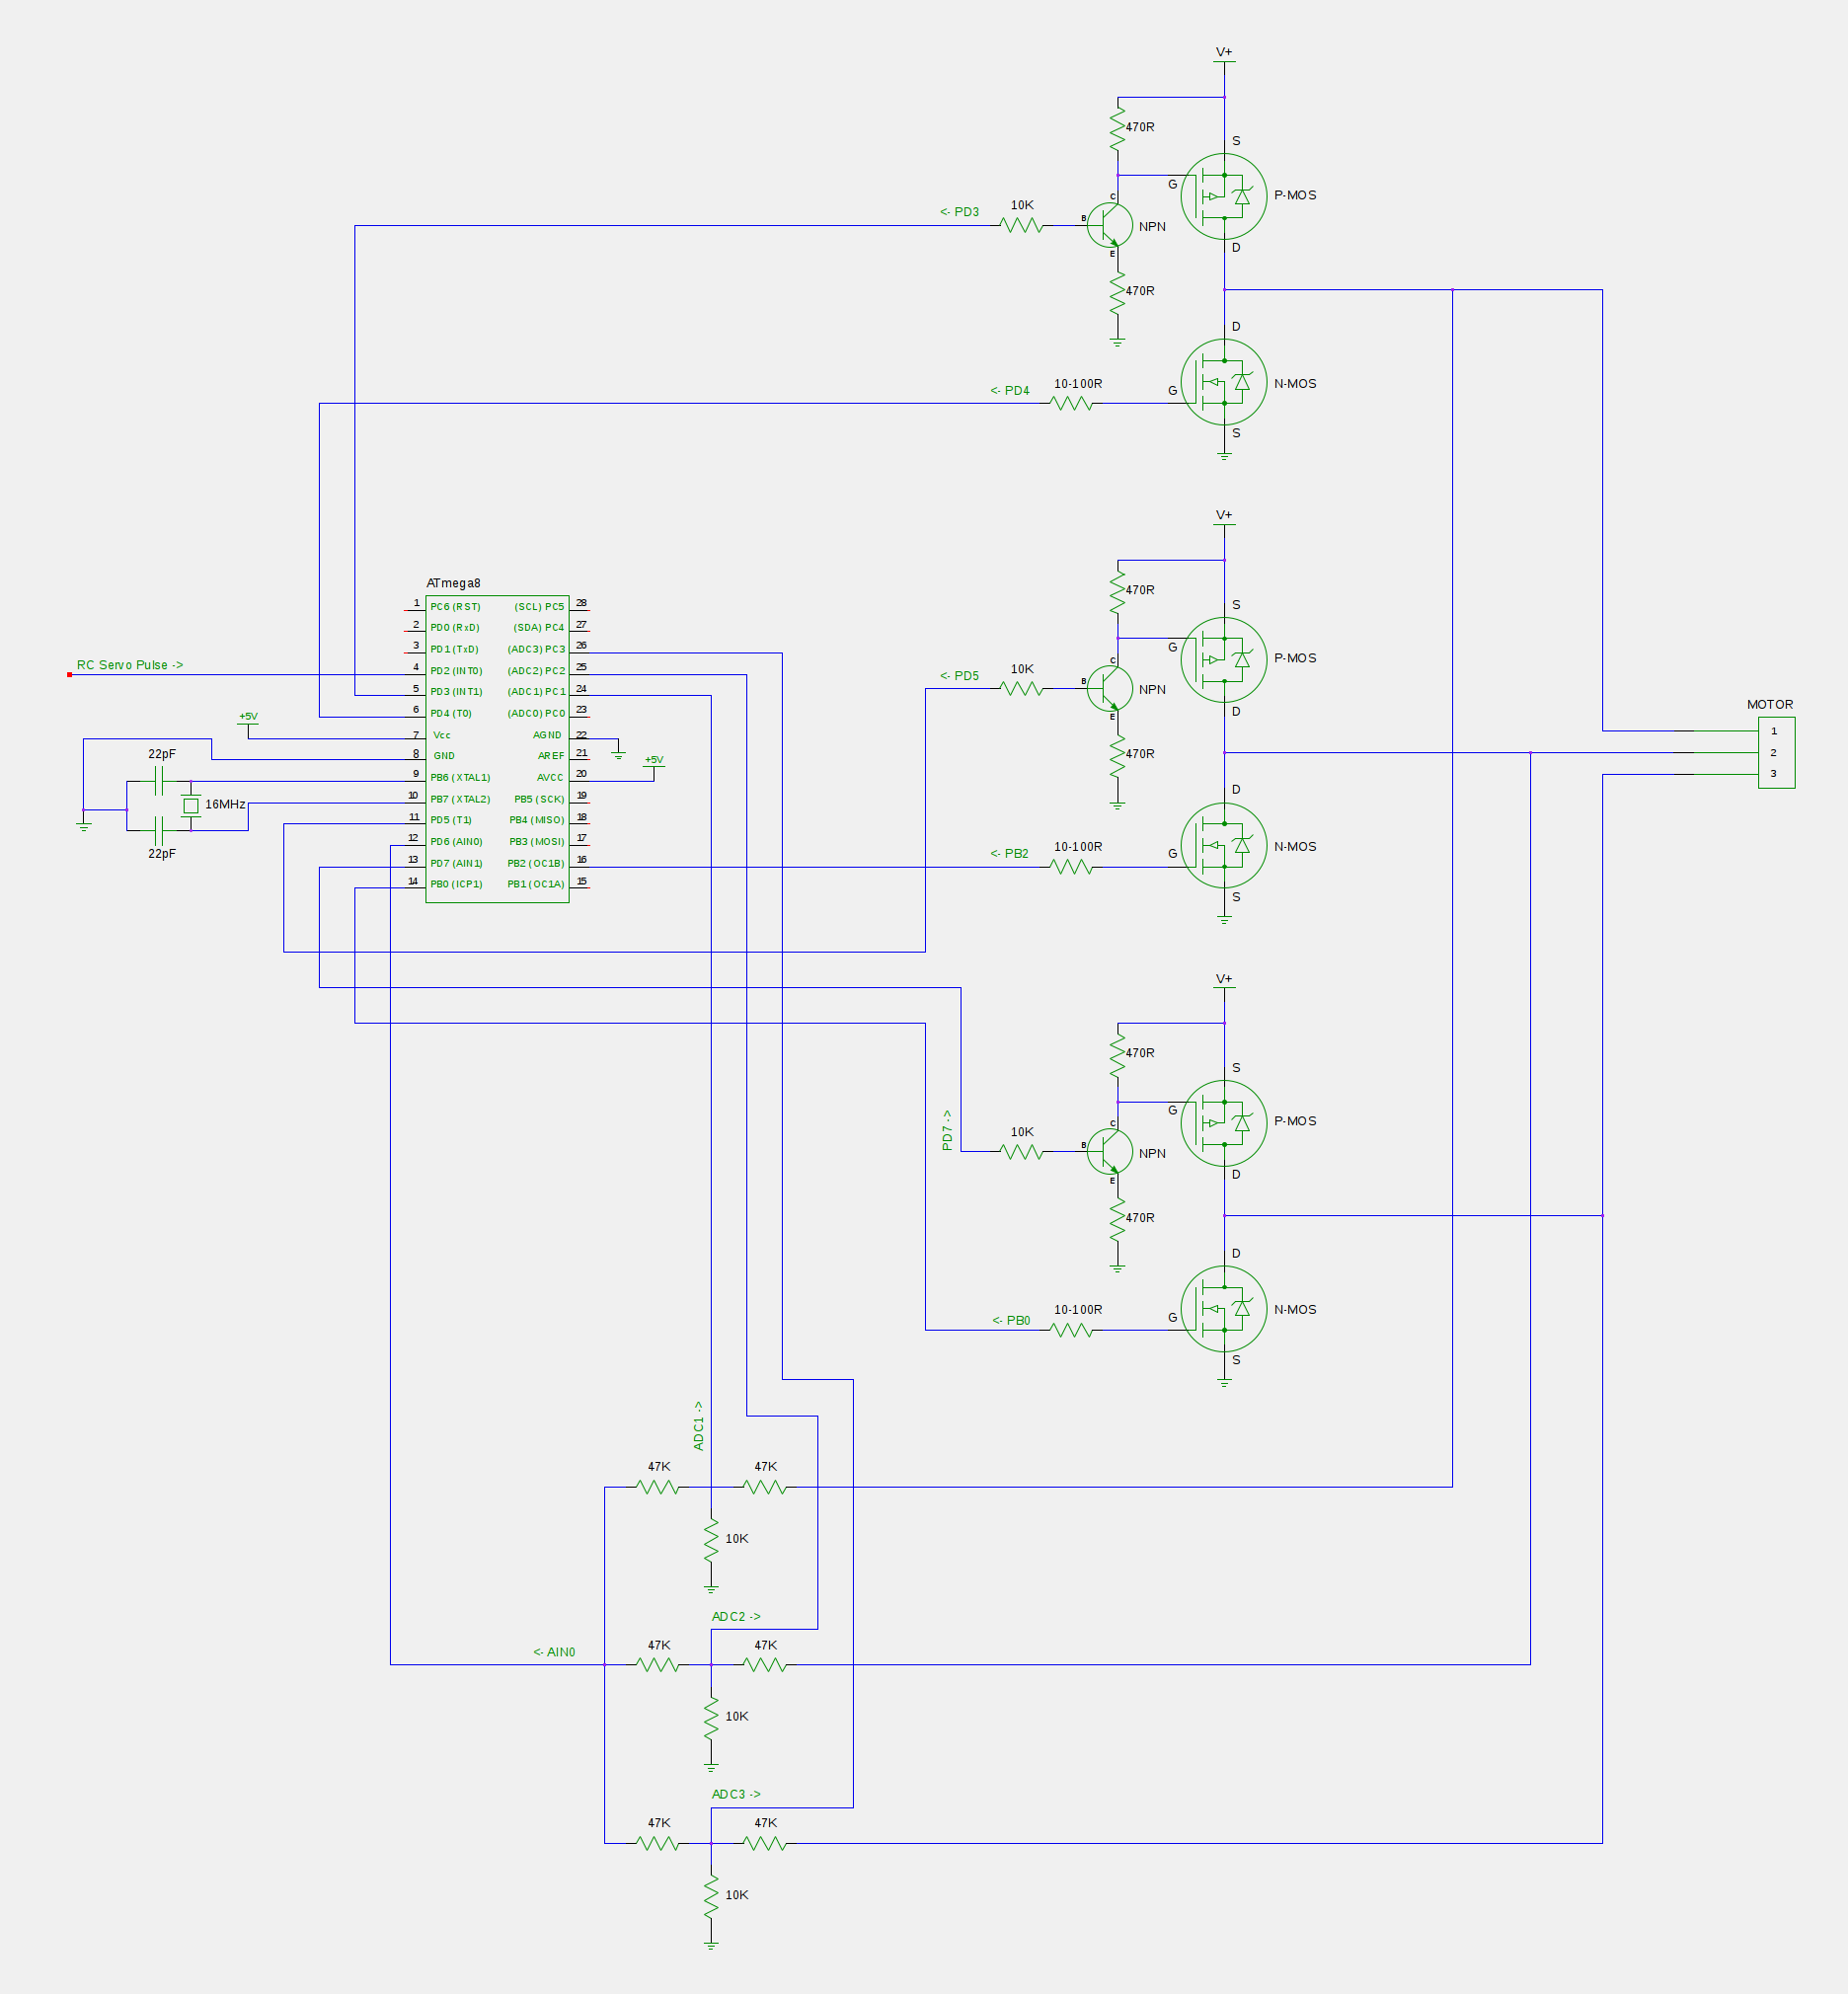 V+
470R
S
G
P-MOS
C
10K
<- PD3
B
NPN
E
D
470R
D
10-100R
<- PD4
G
N-MOS
S
V+
470R
S
G
P-MOS
C
10K
<- PD5
B
NPN
E
D
470R
D
10-100R
<- PB2
G
N-MOS
S
MOTOR
1
2
3
ATmega8
1 PC6 (RST) (SCL) PC5 28
2 PD0 (RxD) (SDA) PC4 27
3 PD1 (TxD) (ADC3) PC3 26
4 PD2 (INT0) (ADC2) PC2 25
5 PD3 (INT1) (ADC1) PC1 24
6 PD4 (T0) (ADC0) PC0 23
7 Vcc AGND 22
8 GND AREF 21
9 PB6 (XTAL1) AVCC 20
10 PB7 (XTAL2) PB5 (SCK) 19
11 PD5 (T1) PB4 (MISO) 18
12 PD6 (AIN0) PB3 (MOSI) 17
13 PD7 (AIN1) PB2 (OC1B) 16
14 PB0 (ICP1) PB1 (OC1A) 15
RC Servo Pulse ->
+5V
+5V
22pF
16MHz
22pF
V+
470R
S
G
P-MOS
C
10K
PD7 ->
B
NPN
E
D
470R
D
10-100R
<- PB0
G
N-MOS
S
ADC1 ->
47K
47K
10K
ADC2 ->
<- AIN0
47K
47K
10K
ADC3 ->
47K
47K
10K